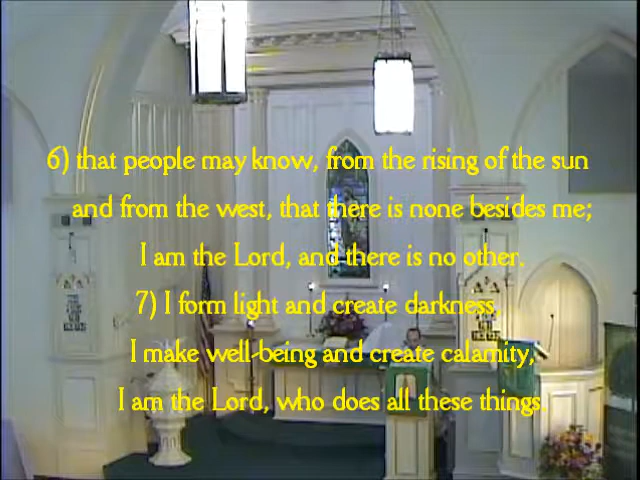 6) that people may know, from the rising of the sun
and from the west, that there is none besides me;
I am the Lord, and there is no other.
7) I form light and create darkness,
I make well-being and create calamity,
I am the Lord, who does all these things.